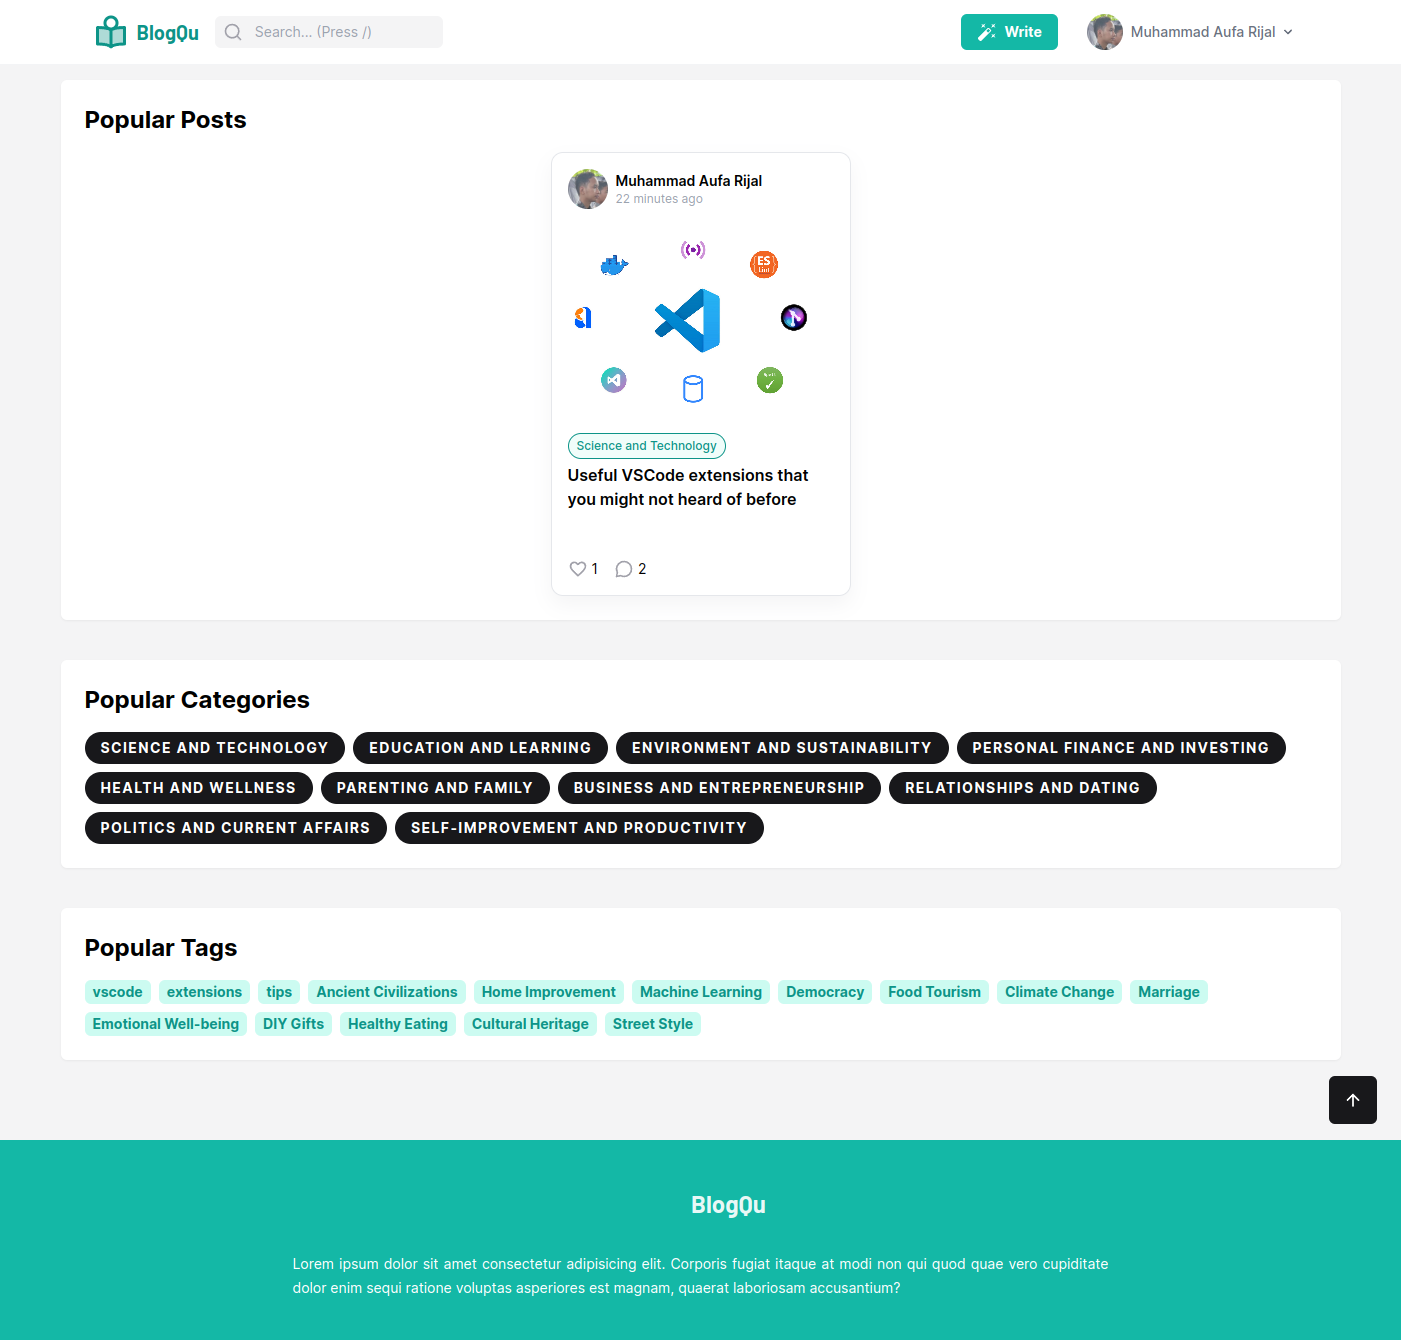 BlogQu
Search... (Press /)
Write
Muhammad Aufa Rijal
Popular Posts
Muhammad Aufa Rijal
22 minutes ago
ES
Lint
Science and Technology
Useful VSCode extensions that
you might not heard of before
1
2
Popular Categories
SCIENCE AND TECHNOLOGY
EDUCATION AND LEARNING
ENVIRONMENT AND SUSTAINABILITY
PERSONAL FINANCE AND INVESTING
HEALTH AND WELLNESS
PARENTING AND FAMILY
BUSINESS AND ENTREPRENEURSHIP
RELATIONSHIPS AND DATING
POLITICS AND CURRENT AFFAIRS
SELF-IMPROVEMENT AND PRODUCTIVITY
Popular Tags
vscode
extensions
tips
Ancient Civilizations
Home Improvement
Machine Learning
Democracy
Food Tourism
Climate Change
Marriage
Emotional Well-being
DIY Gifts
Healthy Eating
Cultural Heritage
Street Style
BlogQu
Lorem ipsum dolor sit amet consectetur adipisicing elit. Corporis fugiat itaque at modi non qui quod quae vero cupiditate
dolor enim sequi ratione voluptas asperiores est magnam, quaerat laboriosam accusantium?